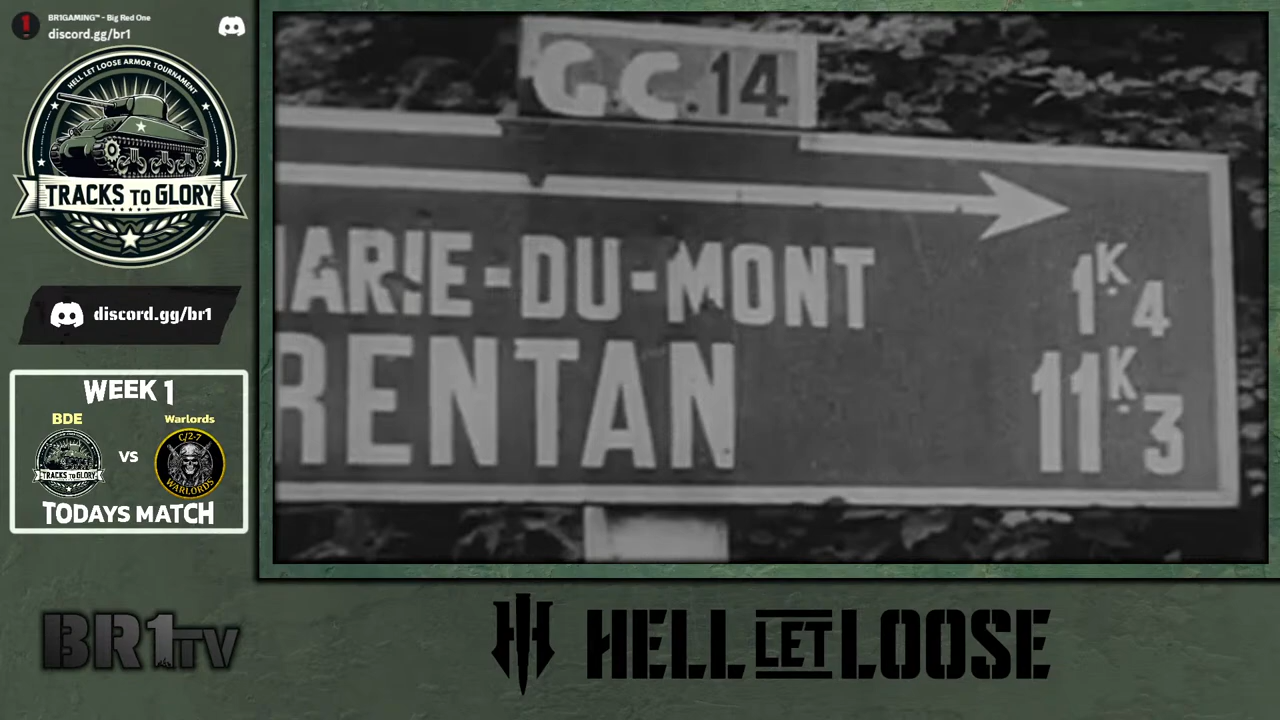 BR1GAMING™ - Big Red One
discord.gg/br1
HELL LET LOOSE ARMOR TOURNAMENT
TRACKS TO GLORY
discord.gg/br1
WEEK 1
BDE
Warlords
TRACKS TO GLORY
VS
C/2-7
WARLORDS
TODAYS MATCH
G.C.14
ARIE-DU-MONT 1K4
RENTAN 11K3
BR1TV
HELL LET LOOSE